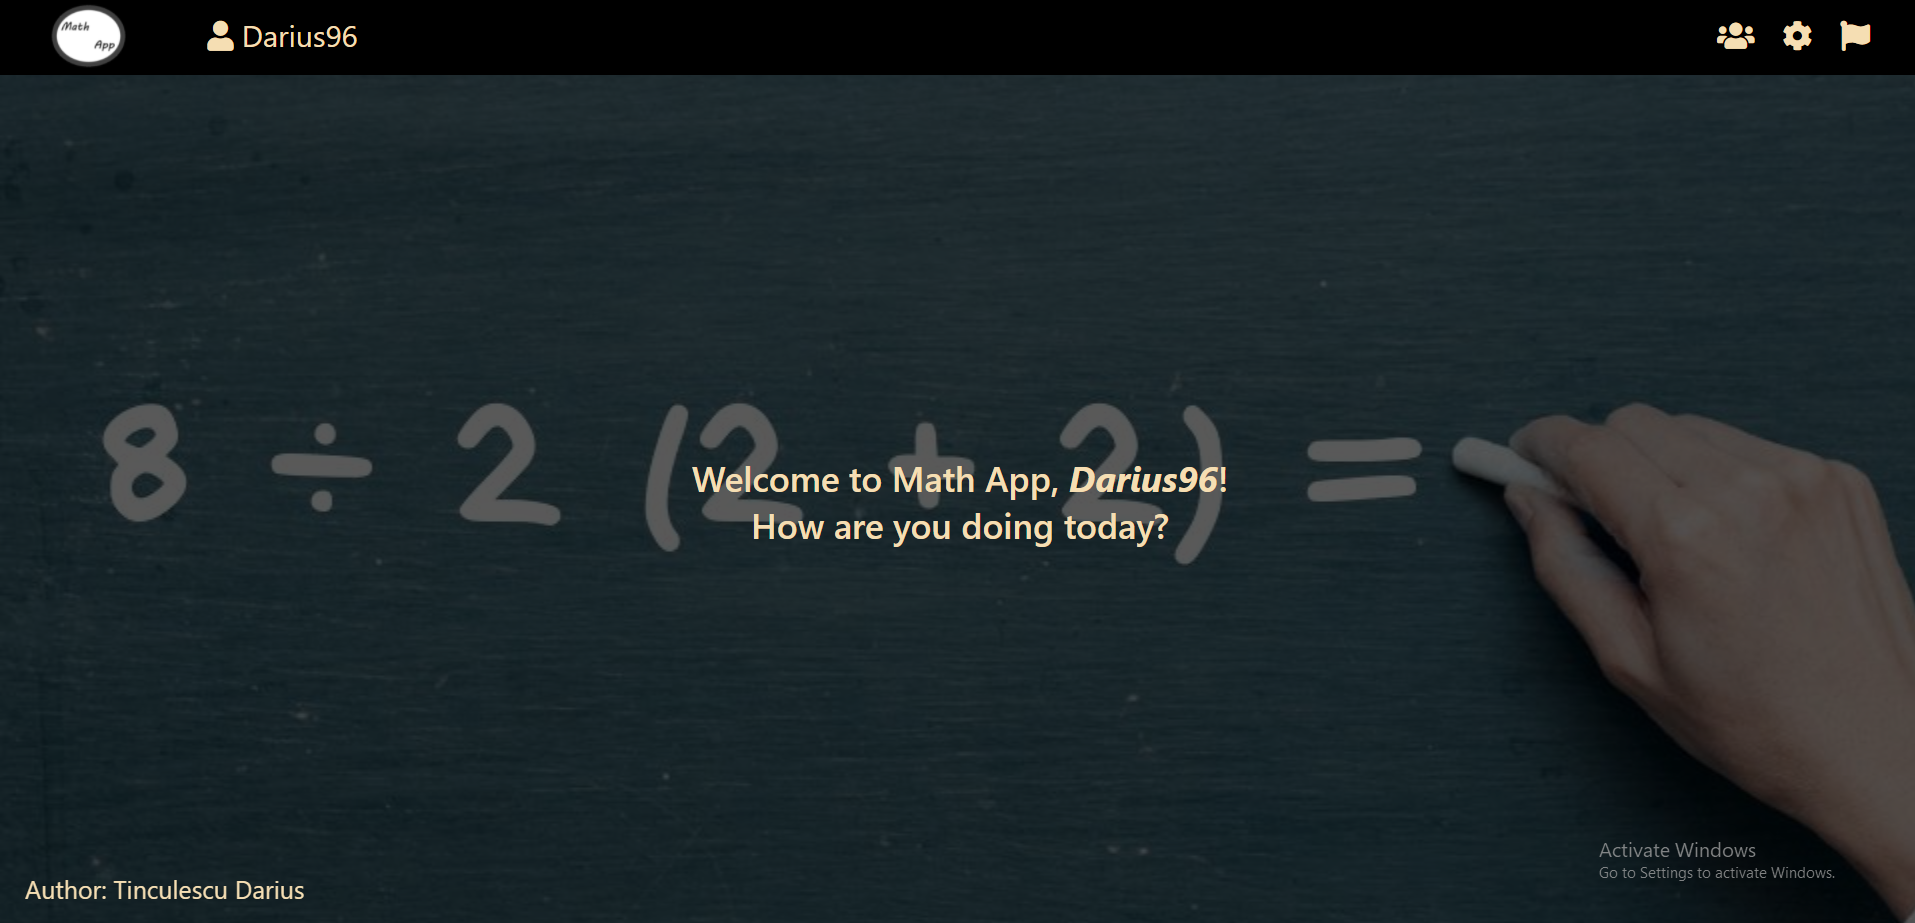 Math
App
Darius96
8 ÷ 2 (2 + 2) =
Welcome to Math App, Darius96!
How are you doing today?
Activate Windows
Go to Settings to activate Windows.
Author: Tinculescu Darius